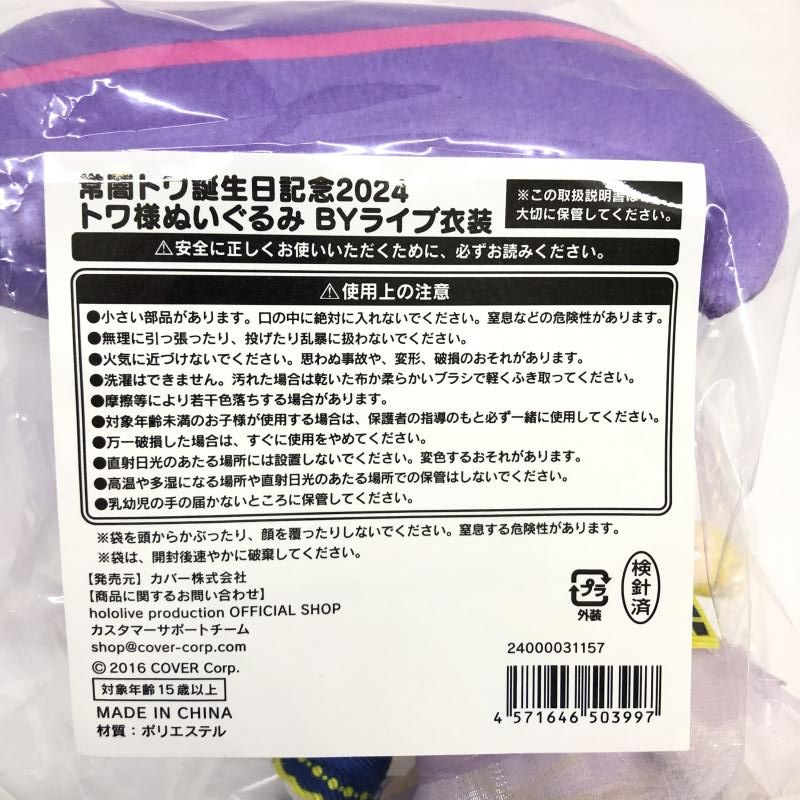 常闇トワ誕生日記念2024
トワ様ぬいぐるみ BYライブ衣装
※この取扱説明書は
大切に保管してください。
⚠安全に正しくお使いいただくために、必ずお読みください。
⚠使用上の注意
●小さい部品があります。口の中に絶対に入れないでください。窒息などの危険性があります。
●無理に引っ張ったり、投げたり乱暴に扱わないでください。
●火気に近づけないでください。思わぬ事故や、変形、破損のおそれがあります。
●洗濯はできません。汚れた場合は乾いた布か柔らかいブラシで軽くふき取ってください。
●摩擦等により若干色落ちする場合があります。
●対象年齢未満のお子様が使用する場合は、保護者の指導のもと必ず一緒に使用してください。
●万一破損した場合は、すぐに使用をやめてください。
●直射日光のあたる場所には設置しないでください。変色するおそれがあります。
●高温や多湿になる場所や直射日光のあたる場所での保管はしないでください。
●乳幼児の手の届かないところに保管してください。
※袋を頭からかぶったり、顔を覆ったりしないでください。窒息する危険性があります。
※袋は、開封後速やかに破棄してください。
【発売元】カバー株式会社
【商品に関するお問い合わせ】
hololive production OFFICIAL SHOP
カスタマーサポートチーム
shop@cover-corp.com
© 2016 COVER Corp.
対象年齢15歳以上
MADE IN CHINA
材質：ポリエステル
プラ
外装
検針済
24000031157
4 571646 503997